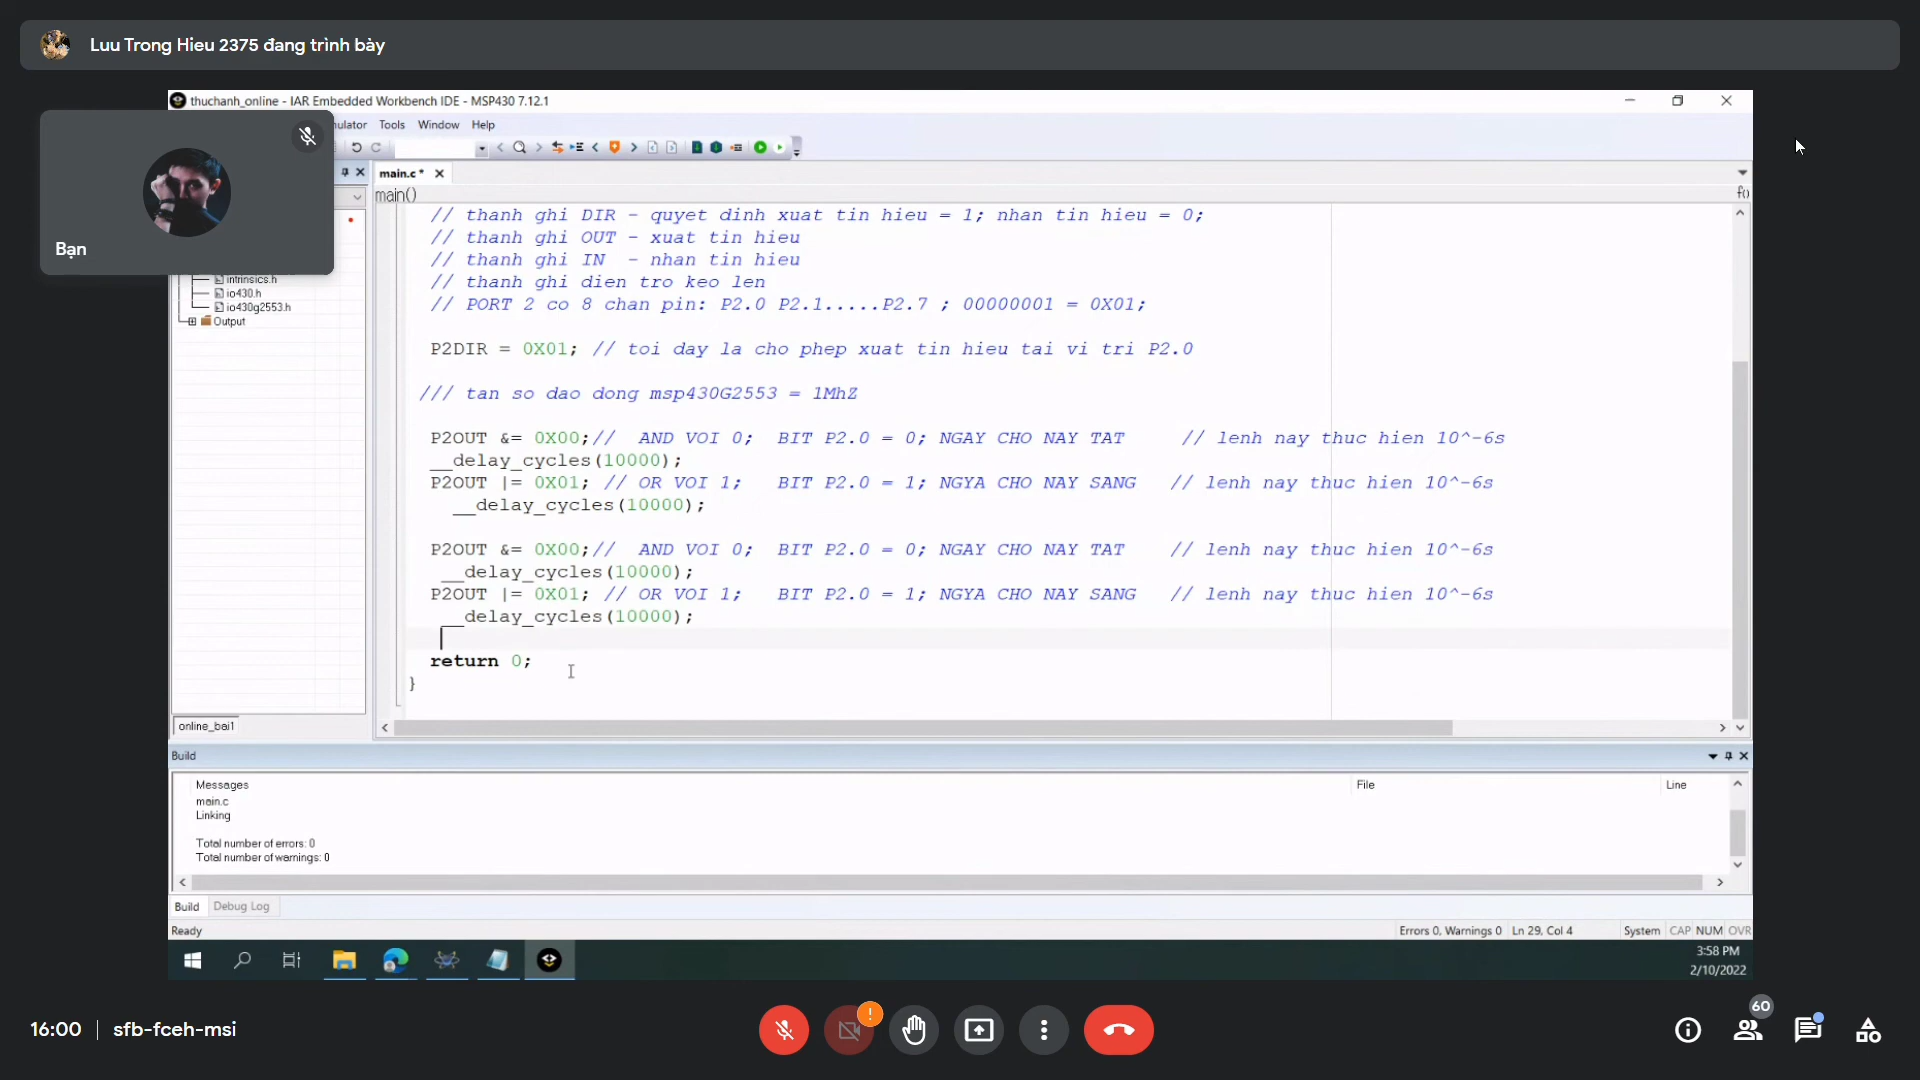 Luu Trong Hieu 2375 đang trình bày
thuchanh_online - IAR Embedded Workbench IDE - MSP430 7.12.1
Tools Window Help
main.c *
main()
f()
Bạn
intrinsics.h
io430.h
io430g2553.h
Output
online_bai1
// thanh ghi DIR - quyet dinh xuat tin hieu = 1; nhan tin hieu = 0;
// thanh ghi OUT - xuat tin hieu
// thanh ghi IN  - nhan tin hieu
// thanh ghi dien tro keo len
// PORT 2 co 8 chan pin: P2.0 P2.1.....P2.7 ; 00000001 = 0X01;
P2DIR = 0X01; // toi day la cho phep xuat tin hieu tai vi tri P2.0
/// tan so dao dong msp430G2553 = 1MhZ
P2OUT &= 0X00;//  AND VOI 0;  BIT P2.0 = 0; NGAY CHO NAY TAT     // lenh nay thuc hien 10^-6s
__delay_cycles(10000);
P2OUT |= 0X01; // OR VOI 1;   BIT P2.0 = 1; NGYA CHO NAY SANG   // lenh nay thuc hien 10^-6s
__delay_cycles(10000);
P2OUT &= 0X00;//  AND VOI 0;  BIT P2.0 = 0; NGAY CHO NAY TAT    // lenh nay thuc hien 10^-6s
__delay_cycles(10000);
P2OUT |= 0X01; // OR VOI 1;   BIT P2.0 = 1; NGYA CHO NAY SANG   // lenh nay thuc hien 10^-6s
__delay_cycles(10000);
return 0;
}
Build
Messages File Line
main.c
Linking
Total number of errors: 0
Total number of warnings: 0
Build Debug Log
Ready Errors 0, Warnings 0 Ln 29, Col 4 System CAP NUM OVR
3:58 PM
2/10/2022
16:00 | sfb-fceh-msi
!
60